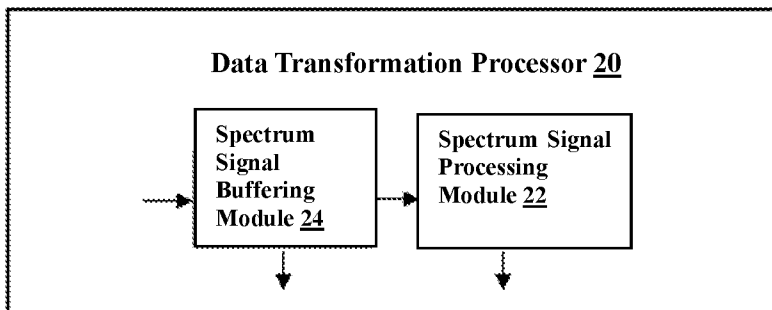 Data Transformation Processor 20
Spectrum
Signal
Buffering
Module 24
Spectrum Signal
Processing
Module 22